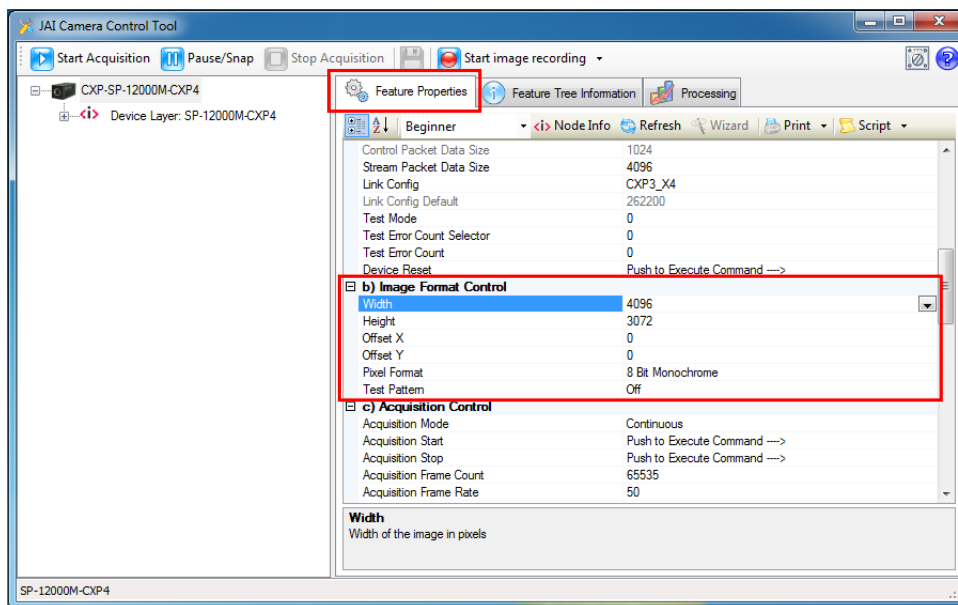 JAI Camera Control Tool
Start Acquisition Pause/Snap Stop Acquisition Start image recording
CXP-SP-12000M-CXP4
<i> Device Layer: SP-12000M-CXP4
Feature Properties Feature Tree Information Processing
Beginner <i> Node Info Refresh Wizard Print Script
Control Packet Data Size 1024
Stream Packet Data Size 4096
Link Config CXP3_X4
Link Config Default 262200
Test Mode 0
Test Error Count Selector 0
Test Error Count 0
Device Reset Push to Execute Command ---->
b) Image Format Control
Width 4096
Height 3072
Offset X 0
Offset Y 0
Pixel Format 8 Bit Monochrome
Test Pattern Off
c) Acquisition Control
Acquisition Mode Continuous
Acquisition Start Push to Execute Command ---->
Acquisition Stop Push to Execute Command ---->
Acquisition Frame Count 65535
Acquisition Frame Rate 50
Width
Width of the image in pixels
SP-12000M-CXP4